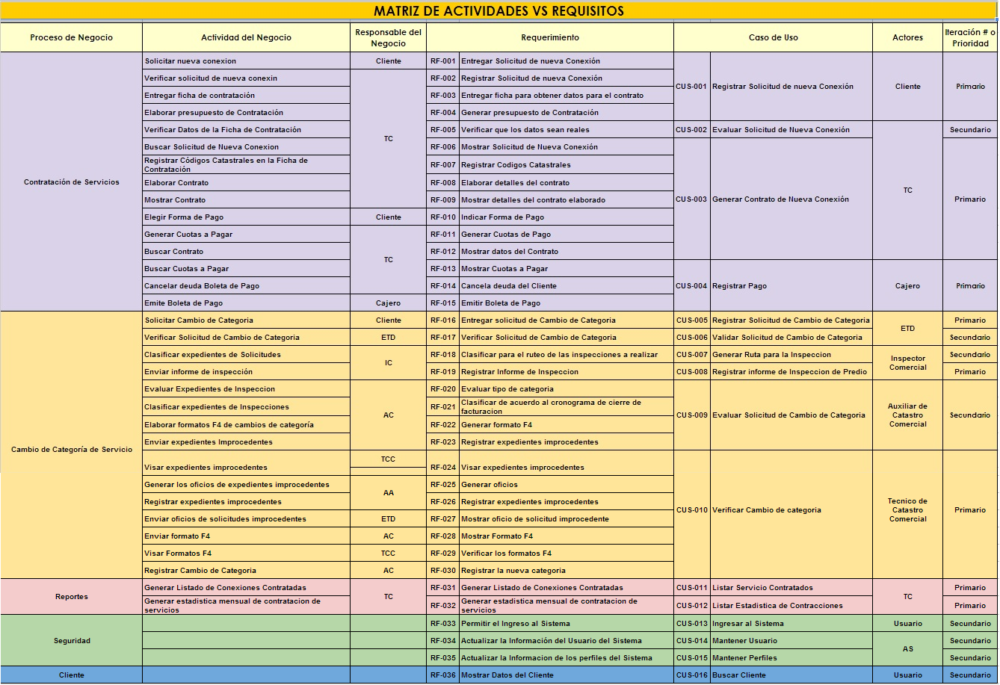 MATRIZ DE ACTIVIDADES VS REQUISITOS
Proceso de Negocio
Actividad del Negocio
Responsable del
Negocio
Requerimiento
Caso de Uso
Actores
Iteración # o
Prioridad
Contratación de Servicios
Solicitar nueva conexion
Cliente
RF-001 Entregar Solicitud de nueva Conexión
CUS-001 Registrar Solicitud de nueva Conexión
Cliente
Primario
Verificar solicitud de nueva conexin
TC
RF-002 Registrar Solicitud de nueva Conexión
Entregar ficha de contratación
RF-003 Entregar ficha para obtener datos para el contrato
Elaborar presupuesto de Contratación
RF-004 Generar presupuesto de Contratación
Verificar Datos de la Ficha de Contratación
RF-005 Verificar que los datos sean reales
CUS-002 Evaluar Solicitud de Nueva Conexión
TC
Secundario
Buscar Solicitud de Nueva Conexion
RF-006 Mostrar Solicitud de Nueva Conexión
CUS-003 Generar Contrato de Nueva Conexión
Primario
Registrar Códigos Catastrales en la Ficha de
Contratación
RF-007 Registrar Codigos Catastrales
Elaborar Contrato
RF-008 Elaborar detalles del contrato
Mostrar Contrato
RF-009 Mostrar detalles del contrato elaborado
Elegir Forma de Pago
Cliente
RF-010 Indicar Forma de Pago
Generar Cuotas a Pagar
TC
RF-011 Generar Cuotas de Pago
Buscar Contrato
RF-012 Mostrar datos del Contrato
Buscar Cuotas a Pagar
RF-013 Mostrar Cuotas a Pagar
CUS-004 Registrar Pago
Cajero
Primario
Cancelar deuda Boleta de Pago
RF-014 Cancela deuda del Cliente
Emite Boleta de Pago
Cajero
RF-015 Emitir Boleta de Pago
Cambio de Categoría de Servicio
Solicitar Cambio de Categoria
Cliente
RF-016 Entregar solicitud de Cambio de Categoria
CUS-005 Registrar Solicitud de Cambio de Categoria
ETD
Primario
Verificar Solicitud de Cambio de Categoria
ETD
RF-017 Verificar Solicitud de Cambio de Categoria
CUS-006 Validar Solicitud de Cambio de Categoria
Secundario
Clasificar expedientes de Solicitudes
IC
RF-018 Clasificar para el ruteo de las inspecciones a realizar
CUS-007 Generar Ruta para la Inspeccion
Inspector
Comercial
Secundario
Enviar informe de inspección
RF-019 Registrar Informe de Inspeccion
CUS-008 Registrar informe de Inspeccion de Predio
Primario
Evaluar Expedientes de Inspeccion
AC
RF-020 Evaluar tipo de categoria
CUS-009 Evaluar Solicitud de Cambio de Categoria
Auxiliar de
Catastro
Comercial
Secundario
Clasificar expedientes de Inspecciones
RF-021 Clasificar de acuerdo al cronograma de cierre de
facturacion
Elaborar formatos F4 de cambios de categoría
RF-022 Generar formato F4
Enviar expedientes Improcedentes
RF-023 Registrar expedientes improcedentes
Visar expedientes improcedentes
TCC
RF-024 Visar expedientes improcedentes
CUS-010 Verificar Cambio de categoria
Tecnico de
Catastro
Comercial
Primario
Generar los oficios de expedientes improcedentes
AA
RF-025 Generar oficios
Registrar expedientes improcedentes
RF-026 Registrar expedientes improcedentes
Enviar oficios de solicitudes improcedentes
ETD
RF-027 Mostrar oficio de solicitud improcedente
Enviar formato F4
AC
RF-028 Mostrar Formato F4
Visar Formatos F4
TCC
RF-029 Verificar los formatos F4
Registrar Cambio de Categoria
AC
RF-030 Registrar la nueva categoria
Reportes
Generar Listado de Conexiones Contratadas
TC
RF-031 Generar Listado de Conexiones Contratadas
CUS-011 Listar Servicio Contratados
TC
Primario
Generar estadistica mensual de contratacion de
servicios
RF-032 Generar estadistica mensual de contratacion de
servicios
CUS-012 Listar Estadistica de Contracciones
Primario
Seguridad
RF-033 Permitir el Ingreso al Sistema
CUS-013 Ingresar al Sistema
Usuario
Secundario
RF-034 Actualizar la Información del Usuario del Sistema
CUS-014 Mantener Usuario
AS
Secundario
RF-035 Actualizar la Informacion de los perfiles del Sistema
CUS-015 Mantener Perfiles
Secundario
Cliente
RF-036 Mostrar Datos del Cliente
CUS-016 Buscar Cliente
Usuario
Secundario